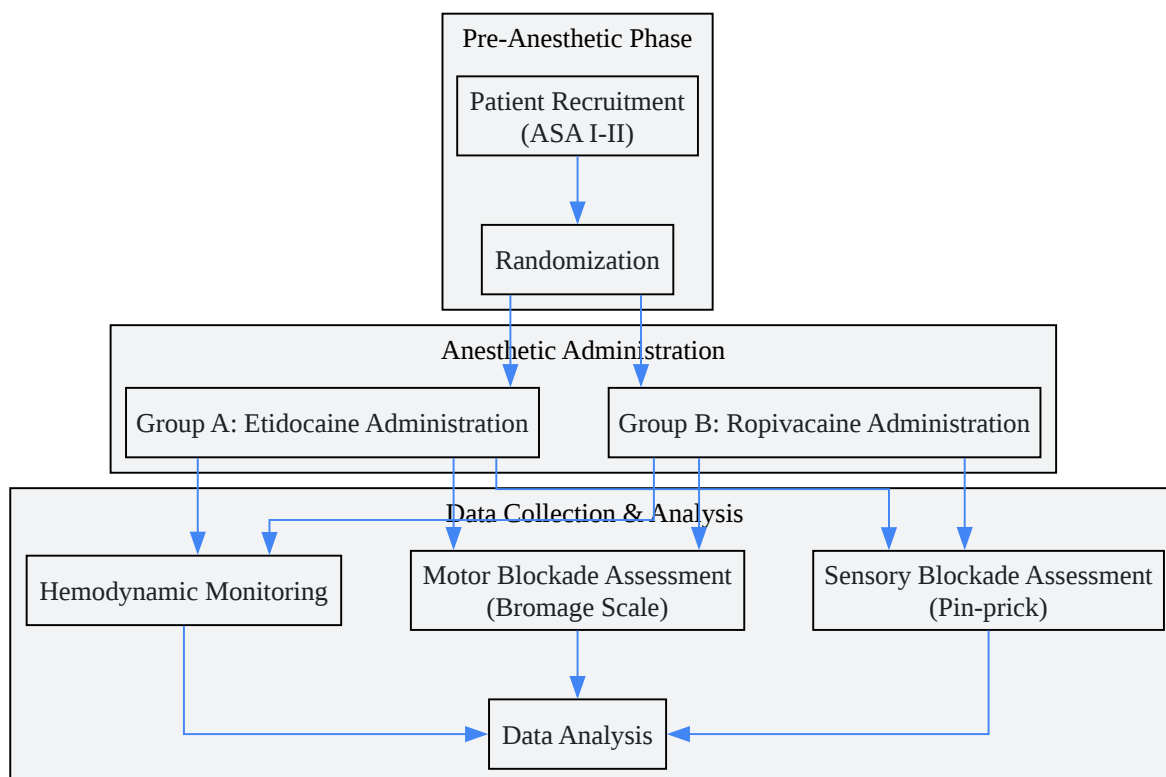 Pre-Anesthetic Phase
Patient Recruitment
(ASA I-II)
Randomization
Anesthetic Administration
Group A: Etidocaine Administration
Group B: Ropivacaine Administration
Data Collection & Analysis
Hemodynamic Monitoring
Motor Blockade Assessment
(Bromage Scale)
Sensory Blockade Assessment
(Pin-prick)
Data Analysis